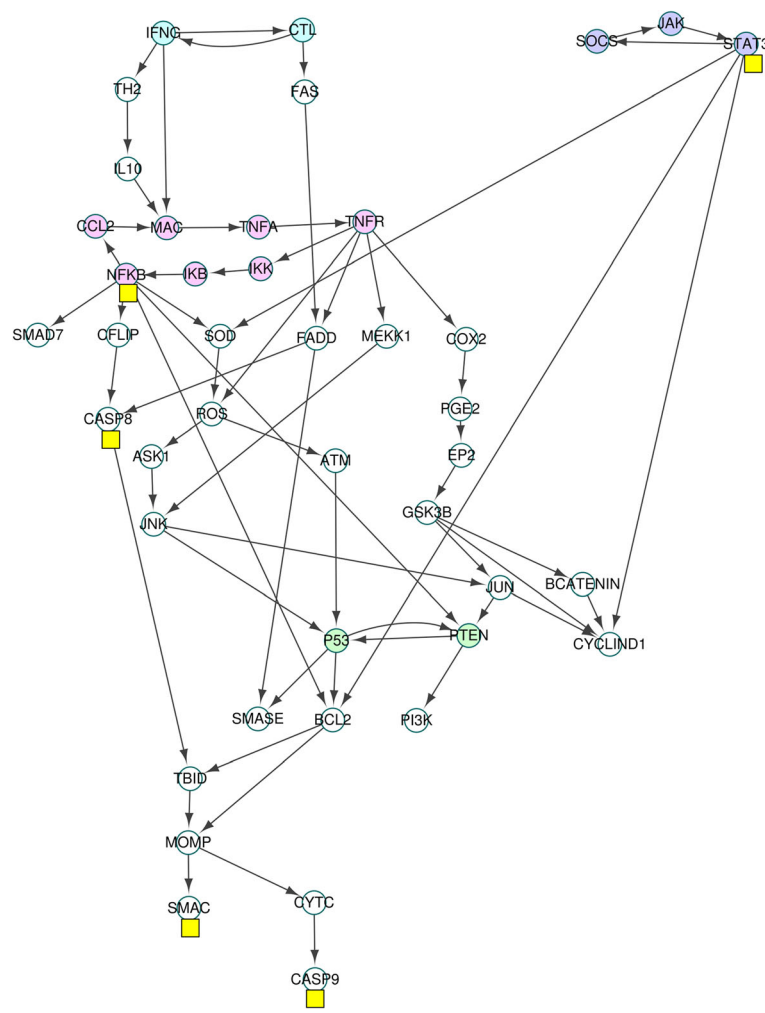 IFNG
CTL
JAK
SOCS
STAT3
TH2
FAS
IL10
CCL2
MAC
TNFA
TNFR
NFKB
IKB
IKK
SMAD7
CFLIP
SOD
FADD
MEKK1
COX2
CASP8
ROS
PGE2
ASK1
ATM
EP2
JNK
GSK3B
JUN
BCATENIN
P53
PTEN
CYCLIND1
SMASE
BCL2
PI3K
TBID
MOMP
SMAC
CYTC
CASP9